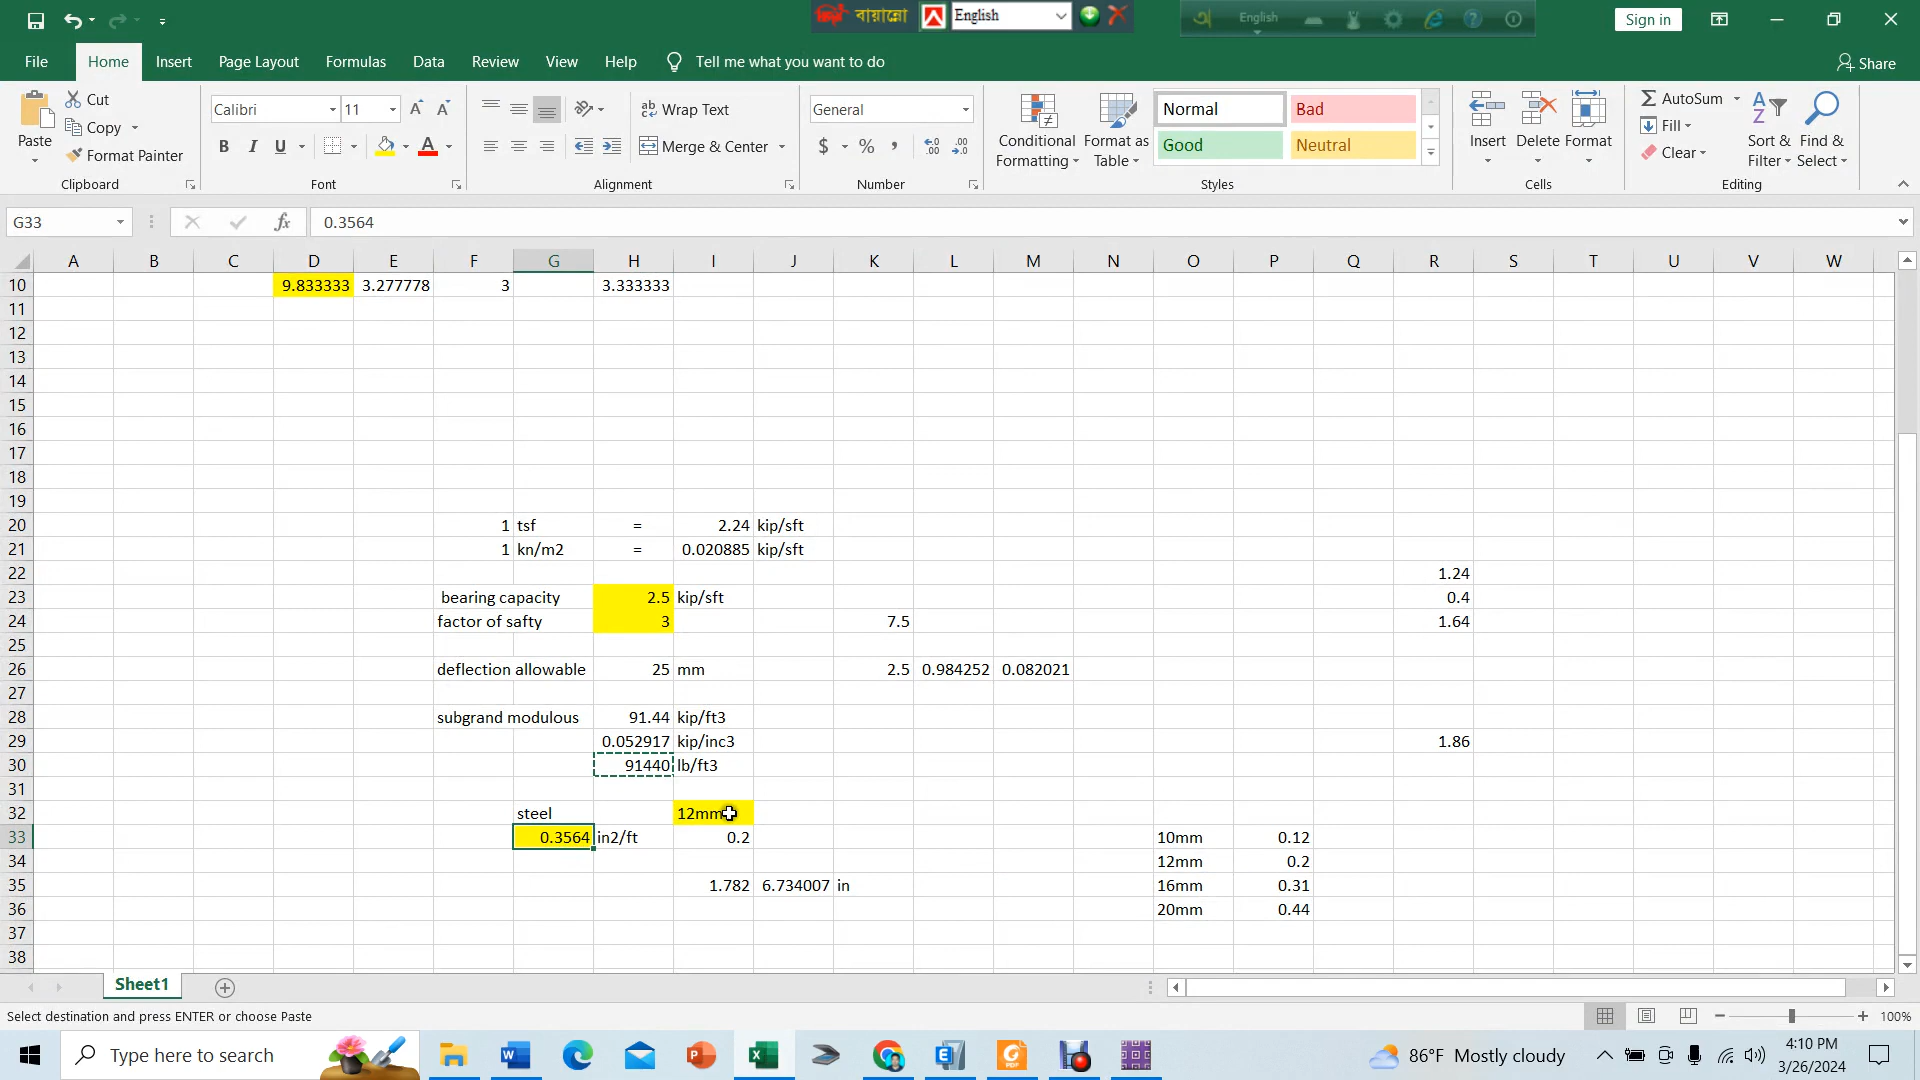 বায়ান্নো English অ English Sign in
File Home Insert Page Layout Formulas Data Review View Help Tell me what you want to do Share
Paste Cut Copy Format Painter Clipboard
Calibri 11 B I U A Font
Wrap Text Merge & Center Alignment
General $ % Number
Conditional Formatting Format as Table Normal Bad Good Neutral Styles
Insert Delete Format Cells
AutoSum Fill Clear Sort & Filter Find & Select Editing
G33 fx 0.3564
A B C D E F G H I J K L M N O P Q R S T U V W
10 9.833333 3.277778 3 3.333333
11
12
13
14
15
16
17
18
19
20 1 tsf = 2.24 kip/sft
21 1 kn/m2 = 0.020885 kip/sft
22 1.24
23 bearing capacity 2.5 kip/sft 0.4
24 factor of safty 3 7.5 1.64
25
26 deflection allowable 25 mm 2.5 0.984252 0.082021
27
28 subgrand modulous 91.44 kip/ft3
29 0.052917 kip/inc3 1.86
30 91440 lb/ft3
31
32 steel 12mm
33 0.3564 in2/ft 0.2 10mm 0.12
34 12mm 0.2
35 1.782 6.734007 in 16mm 0.31
36 20mm 0.44
37
38
Sheet1
Select destination and press ENTER or choose Paste 100%
Type here to search 86°F Mostly cloudy 4:10 PM
3/26/2024